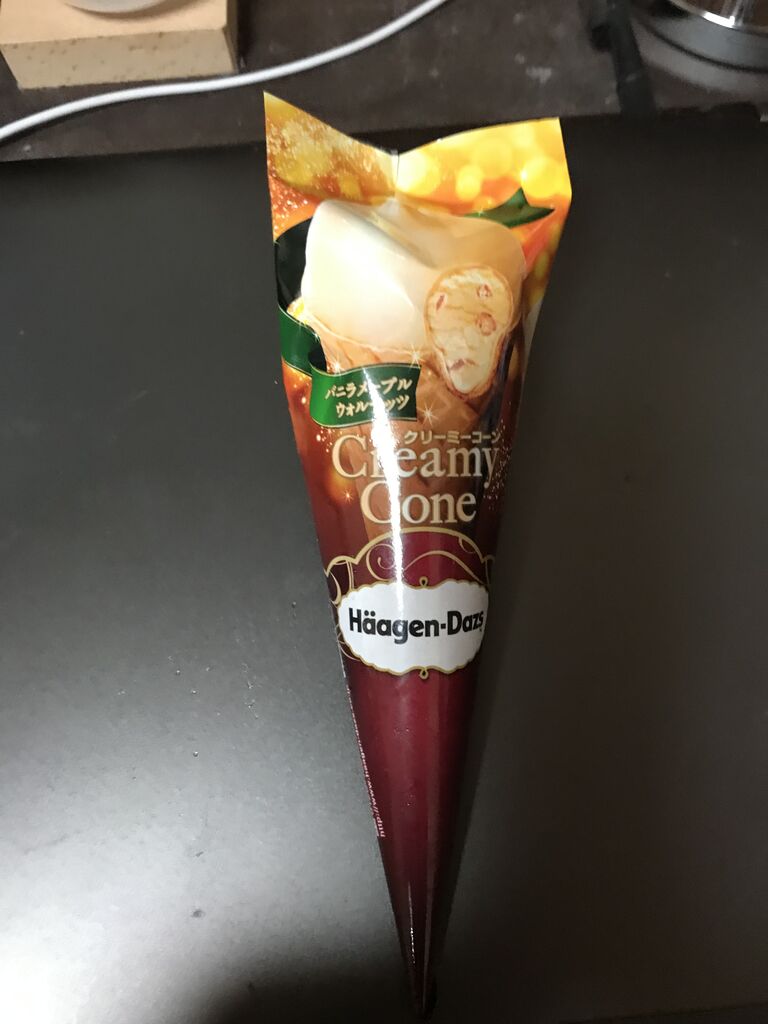 バニラメープル
ウォルナッツ
クリーミーコーン
Creamy
Cone
Häagen-Dazs